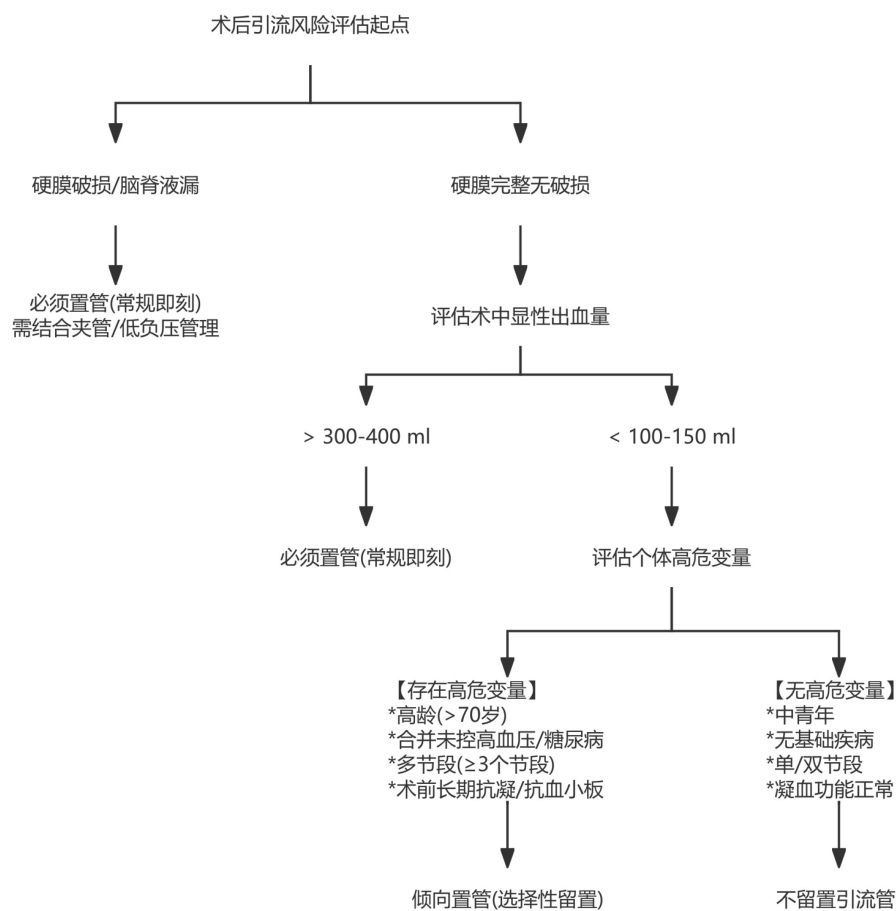 术后引流风险评估起点
硬膜破损/脑脊液漏
硬膜完整无破损
必须置管(常规即刻)
需结合夹管/低负压管理
评估术中显性出血量
> 300-400 ml
< 100-150 ml
必须置管(常规即刻)
评估个体高危变量
【存在高危变量】
*高龄(>70岁)
*合并未控高血压/糖尿病
*多节段(≥3个节段)
*术前长期抗凝/抗血小板
【无高危变量】
*中青年
*无基础疾病
*单/双节段
*凝血功能正常
倾向置管(选择性留置)
不留置引流管